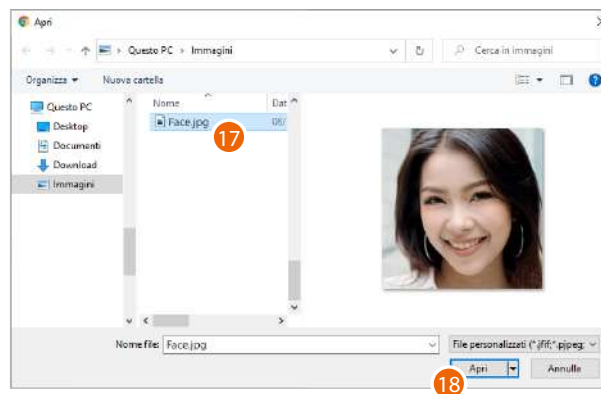 Apri
Questo PC › Immagini
Cerca in Immagini
Organizza
Nuova cartella
Questo PC
Desktop
Documenti
Download
Immagini
Nome
Dat
Face.jpg
08/
17
Nome file:
Face.jpg
File personalizzati (*.jfif;*.pjpeg;
Apri
Annulla
18